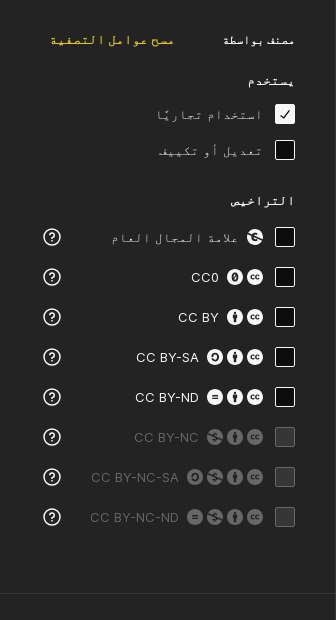 مصنف بواسطة مسح عوامل التصفية
يستخدم
استخدام تجاريًا
تعديل أو تكييف
التراخيص
علامة المجال العام
CC0
CC BY
CC BY-SA
CC BY-ND
CC BY-NC
CC BY-NC-SA
CC BY-NC-ND